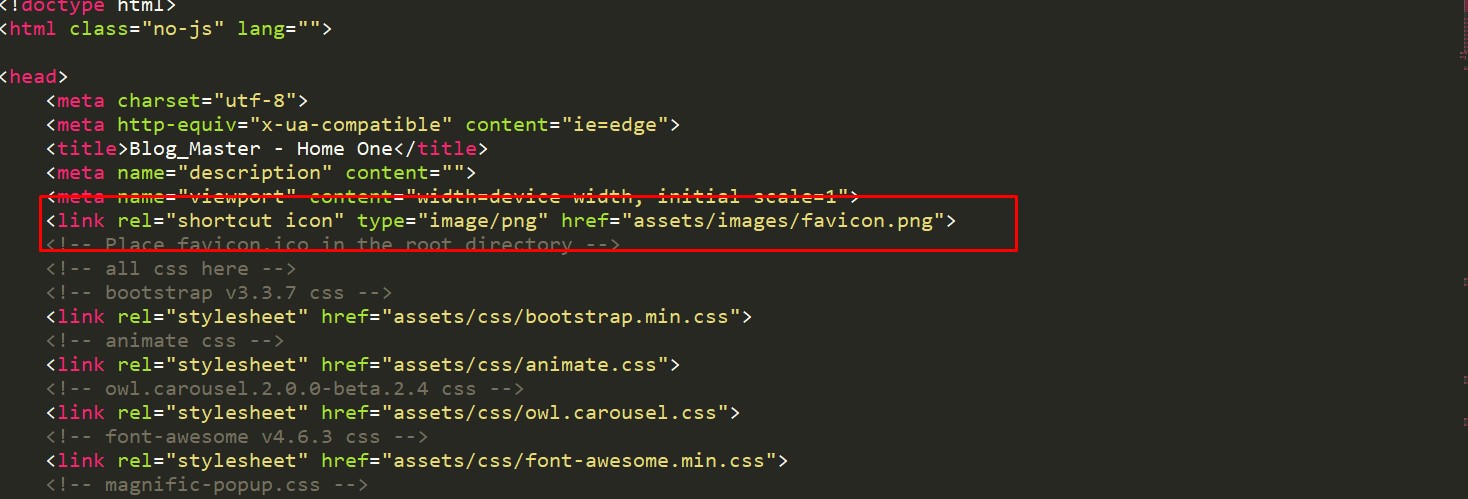 <!doctype html>
<html class="no-js" lang="">
<head>
<meta charset="utf-8">
<meta http-equiv="x-ua-compatible" content="ie=edge">
<title>Blog_Master - Home One</title>
<meta name="description" content="">
<meta name="viewport" content="width=device-width, initial-scale=1">
<link rel="shortcut icon" type="image/png" href="assets/images/favicon.png">
<!-- Place favicon.ico in the root directory -->
<!-- all css here -->
<!-- bootstrap v3.3.7 css -->
<link rel="stylesheet" href="assets/css/bootstrap.min.css">
<!-- animate css -->
<link rel="stylesheet" href="assets/css/animate.css">
<!-- owl.carousel.2.0.0-beta.2.4 css -->
<link rel="stylesheet" href="assets/css/owl.carousel.css">
<!-- font-awesome v4.6.3 css -->
<link rel="stylesheet" href="assets/css/font-awesome.min.css">
<!-- magnific-popup.css -->